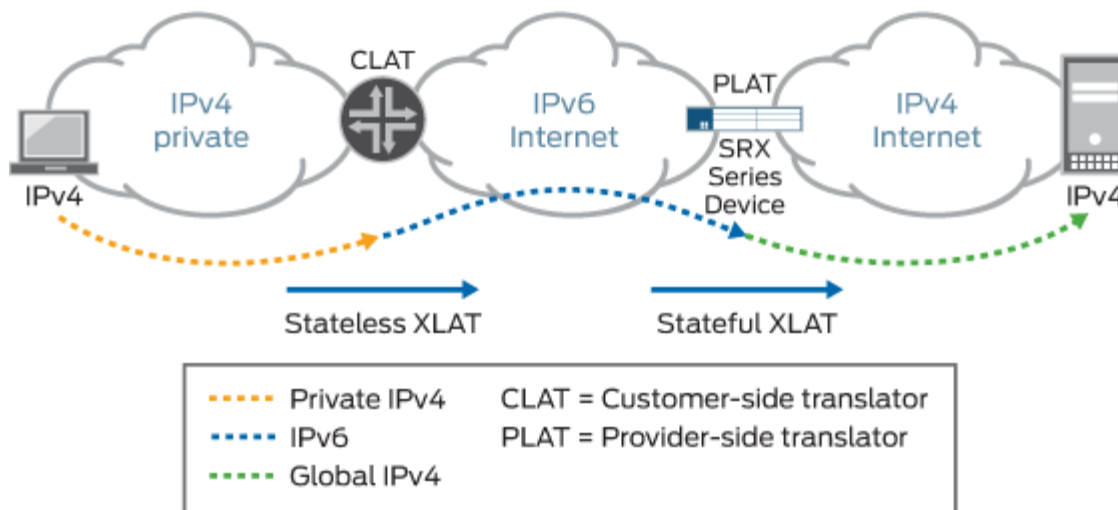 CLAT
IPv4
private
IPv6
Internet
PLAT
IPv4
Internet
SRX
Series
Device
IPv4
IPv4
Stateless XLAT
Stateful XLAT
Private IPv4
CLAT = Customer-side translator
IPv6
PLAT = Provider-side translator
Global IPv4